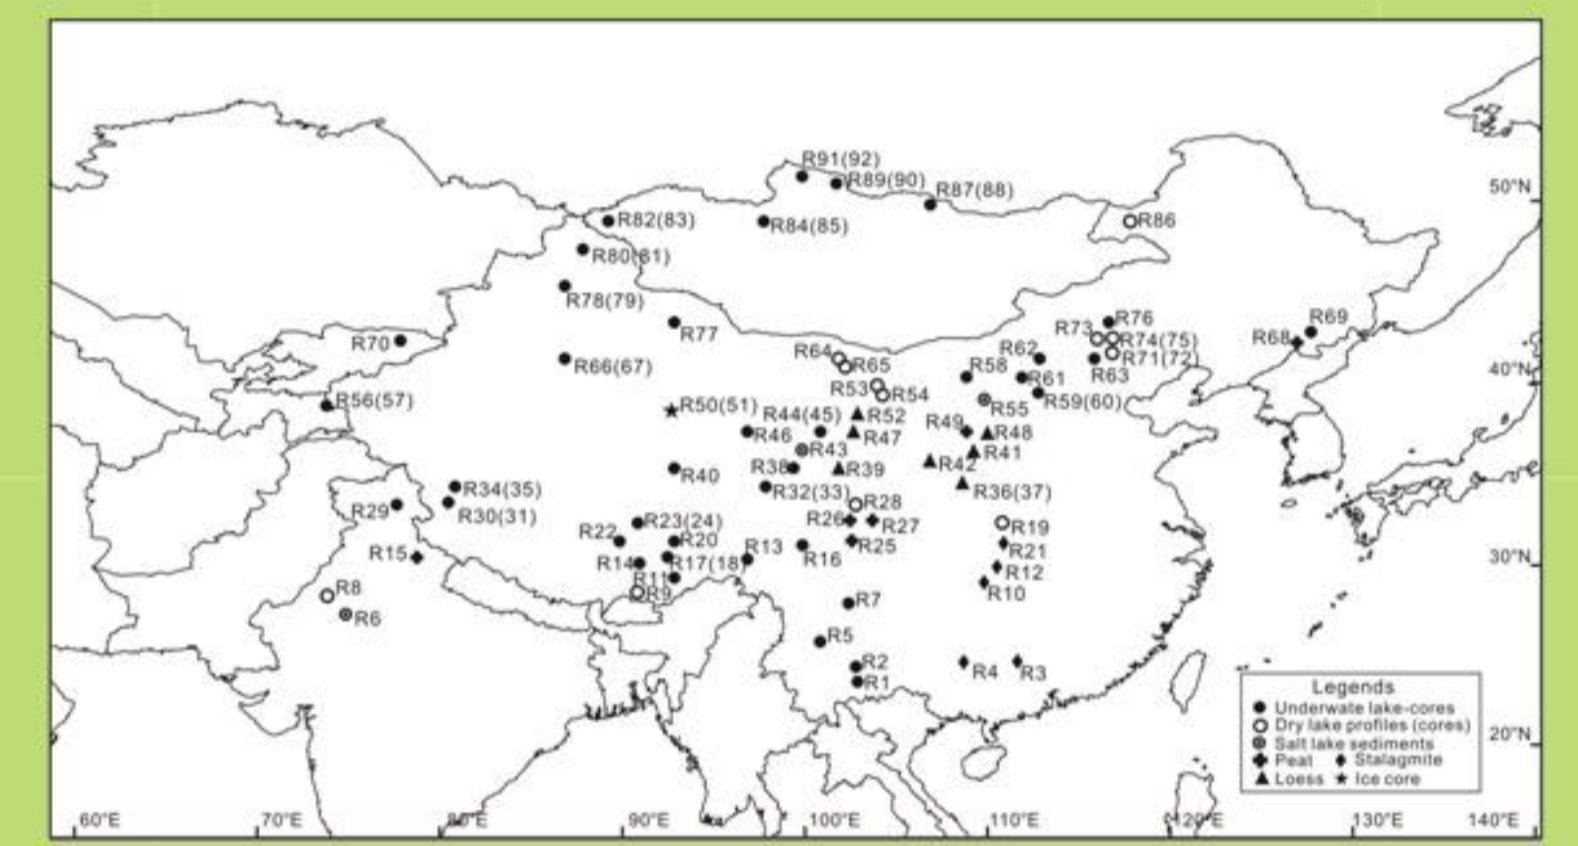 R91(92)
R89(90)
R87(88)
50°N
R82(83)
R84(85)
R86
R80(81)
R78(79)
R77
R73
R76
R69
R70
R74(75)
R68
R64
R62
R71(72)
R66(67)
R65
R58
R63
40°N
R53
R54
R61
R56(57)
R50(51)
R44(45)
R52
R55
R59(60)
R46
R47
R49
R48
R43
R41
R40
R38
R39
R42
R34(35)
R32(33)
R36(37)
R29
R30(31)
R28
R22
R23(24)
R26
R27
R19
R15
R20
R13
R16
R25
R21
30°N
R14
R17(18)
R12
R11
R8
R9
R10
R6
R7
R5
R2
R4
R3
R1
Legends
Underwate lake-cores
Dry lake profiles (cores)
Salt lake sediments
20°N
Peat Stalagmite
Loess Ice core
60°E 70°E 80°E 90°E 100°E 110°E 120°E 130°E 140°E